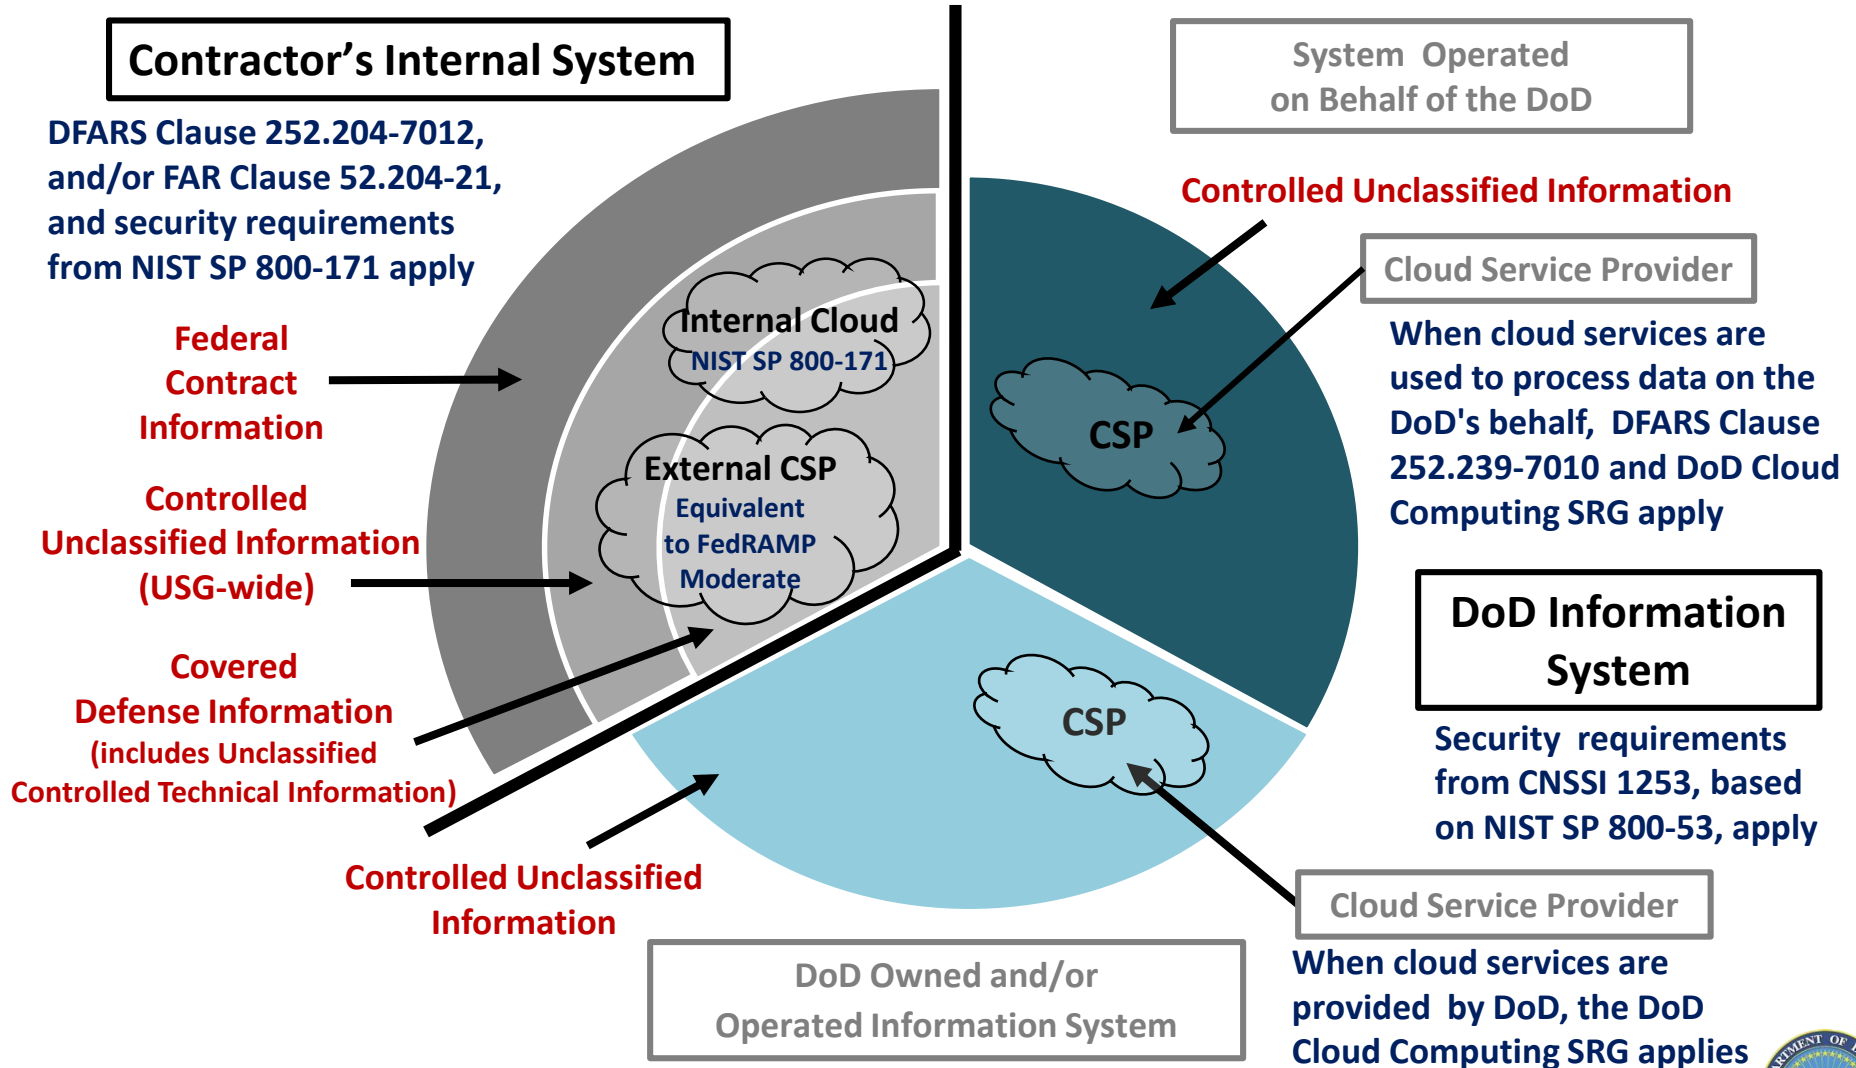 Contractor's Internal System
DFARS Clause 252.204-7012,
and/or FAR Clause 52.204-21,
and security requirements
from NIST SP 800-171 apply
Federal
Contract
Information
Controlled
Unclassified Information
(USG-wide)
Covered
Defense Information
(includes Unclassified
Controlled Technical Information)
Internal Cloud
NIST SP 800-171
External CSP
Equivalent
to FedRAMP
Moderate
System Operated
on Behalf of the DoD
Controlled Unclassified Information
Cloud Service Provider
When cloud services are
used to process data on the
DoD's behalf, DFARS Clause
252.239-7010 and DoD Cloud
Computing SRG apply
CSP
DoD Information
System
Security requirements
from CNSSI 1253, based
on NIST SP 800-53, apply
CSP
Controlled Unclassified
Information
DoD Owned and/or
Operated Information System
Cloud Service Provider
When cloud services are
provided by DoD, the DoD
Cloud Computing SRG applies